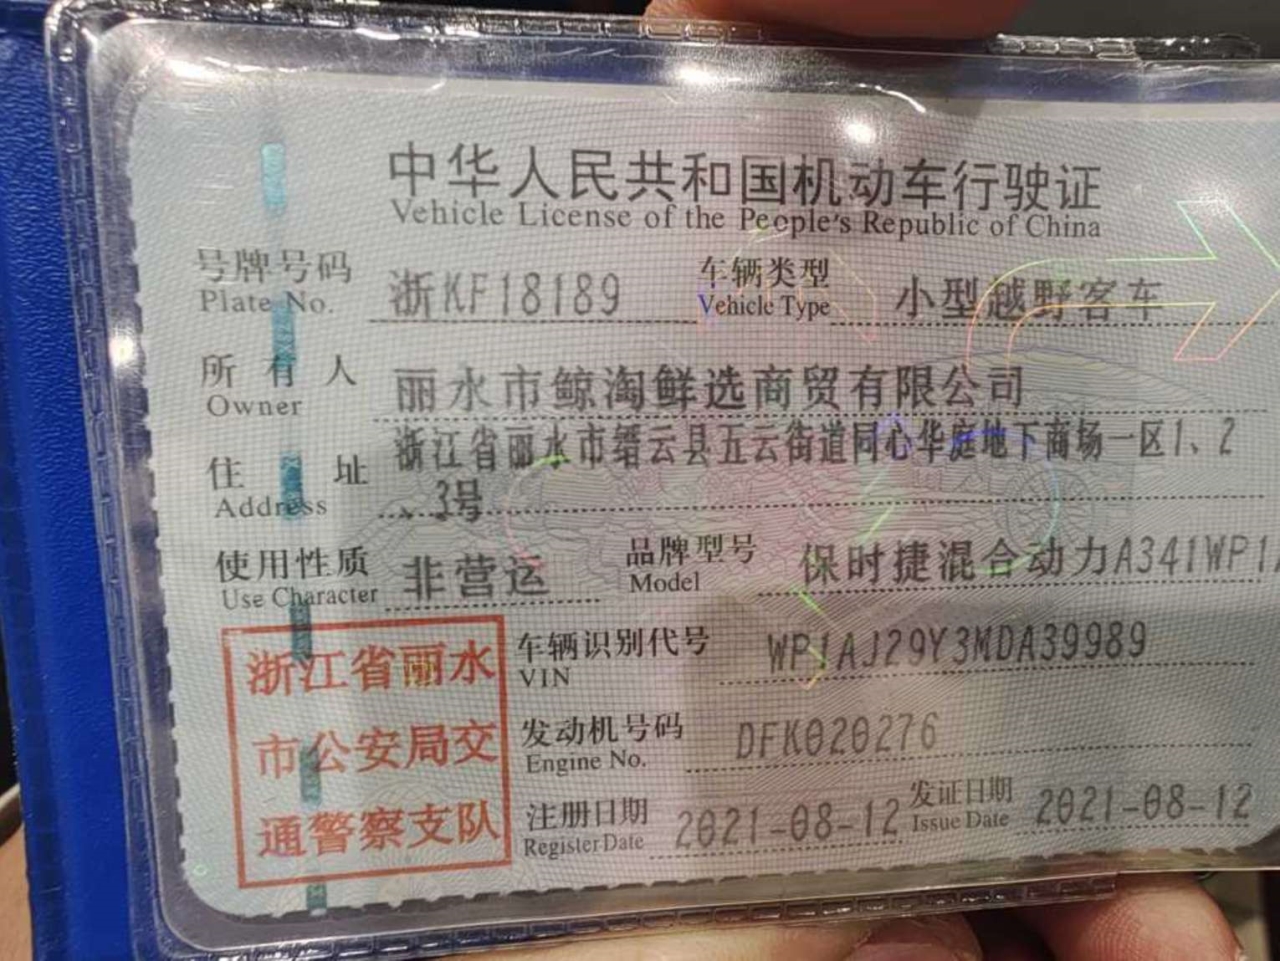 中华人民共和国机动车行驶证
Vehicle License of the People's Republic of China
号牌号码 浙KF18189 车辆类型 小型越野客车
Plate No. Vehicle Type
所有人 丽水市鲸淘鲜选商贸有限公司
Owner
住址 浙江省丽水市缙云县五云街道同心华庭地下商场一区1、2
Address 、3号
使用性质 非营运 品牌型号 保时捷混合动力A341WP1
Use Character Model
车辆识别代号 WP1AJ29Y3MDA39989
VIN
发动机号码 DFK020276
Engine No.
注册日期 2021-08-12 发证日期 2021-08-12
Register Date Issue Date
浙江省丽水
市公安局交
通警察支队